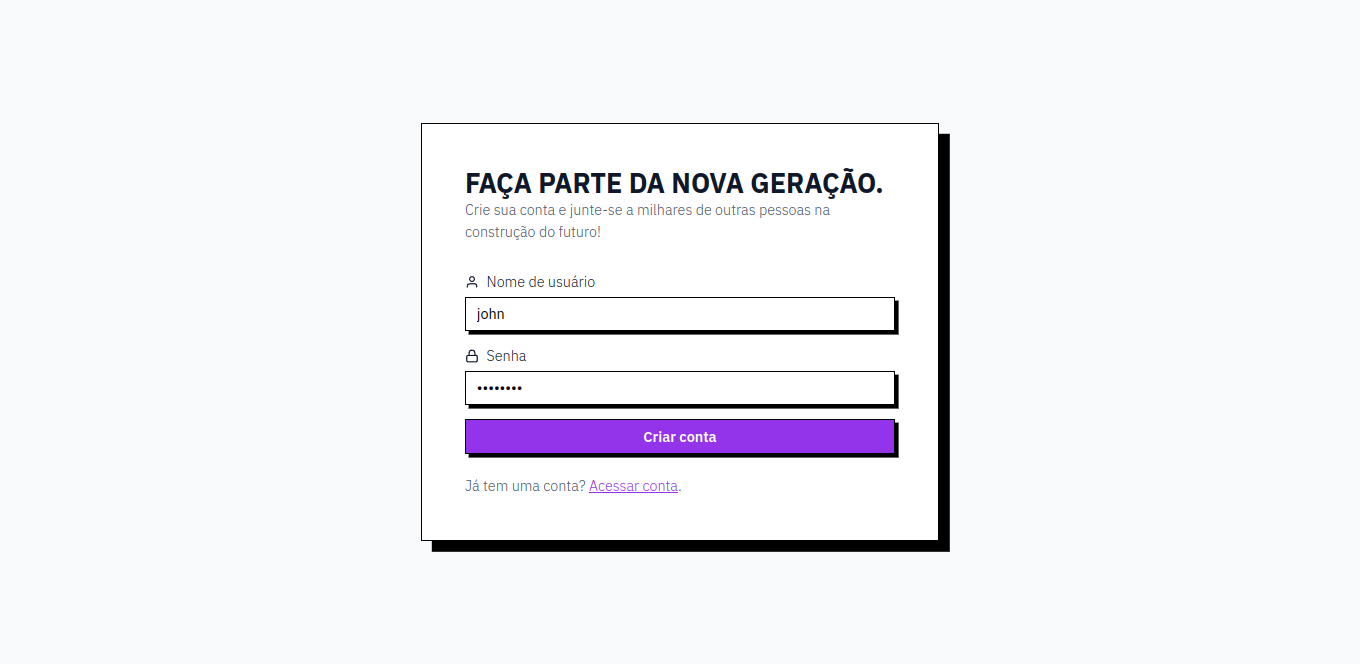 FAÇA PARTE DA NOVA GERAÇÃO.
Crie sua conta e junte-se a milhares de outras pessoas na
construção do futuro!
Nome de usuário
john
Senha
••••••••
Criar conta
Já tem uma conta? Acessar conta.